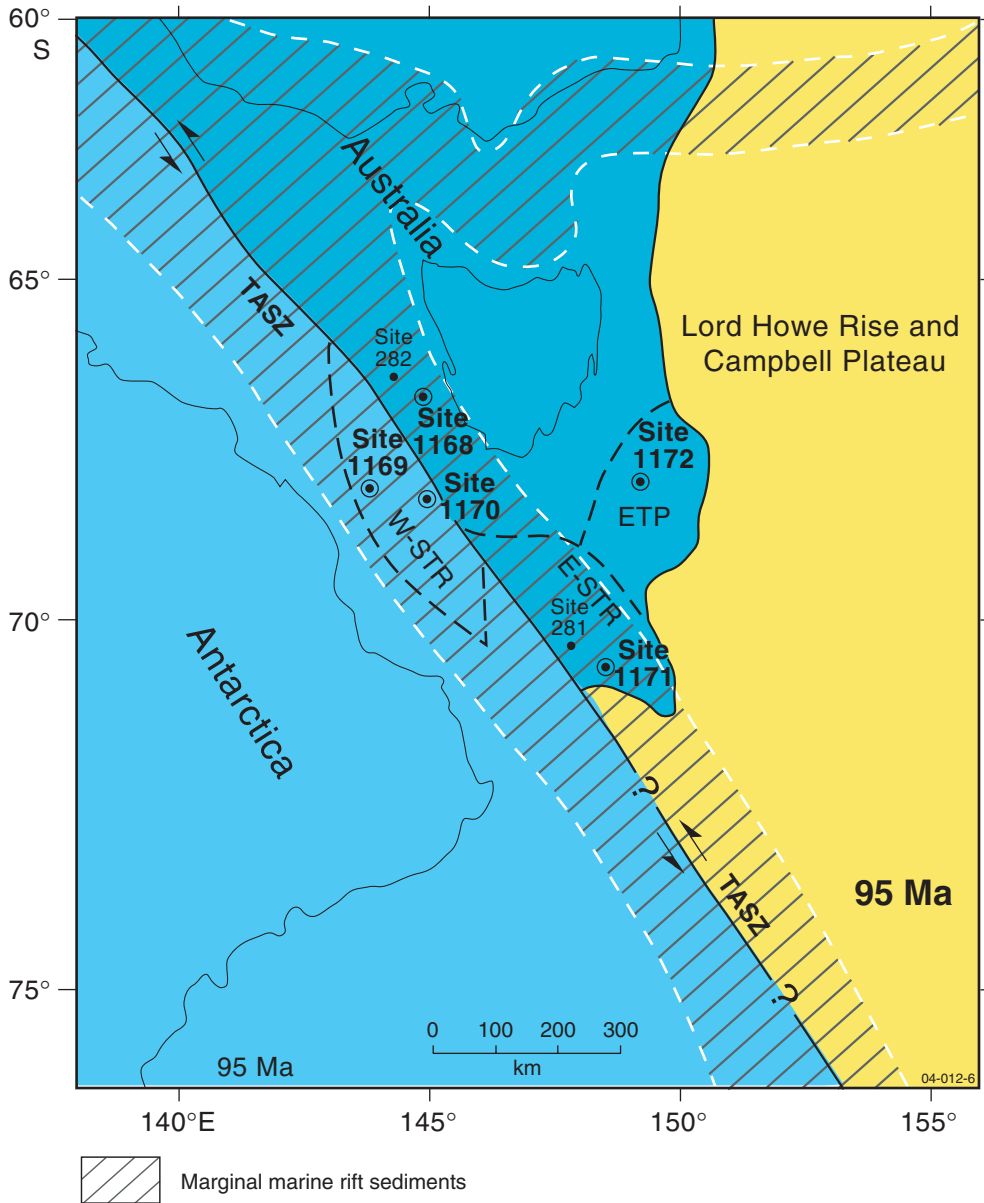 60°
S
Australia
65°
TASZ
Lord Howe Rise and
Campbell Plateau
Site
282
Site
1168
Site
1169
Site
1170
Site
1172
ETP
W-STR
E-STR
Site
281
Site
1171
70°
Antarctica
?
TASZ
95 Ma
75°
?
0 100 200 300
km
95 Ma
04-012-6
140°E 145° 150° 155°
Marginal marine rift sediments